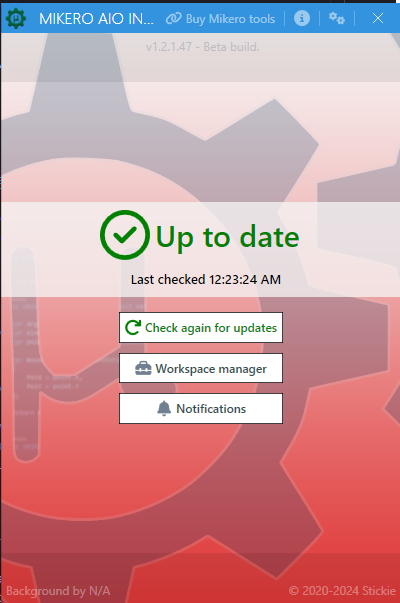 MIKERO AIO IN... Buy Mikero tools
v1.2.1.47 - Beta build.
Up to date
Last checked 12:23:24 AM
Check again for updates
Workspace manager
Notifications
Background by N/A © 2020-2024 Stickie